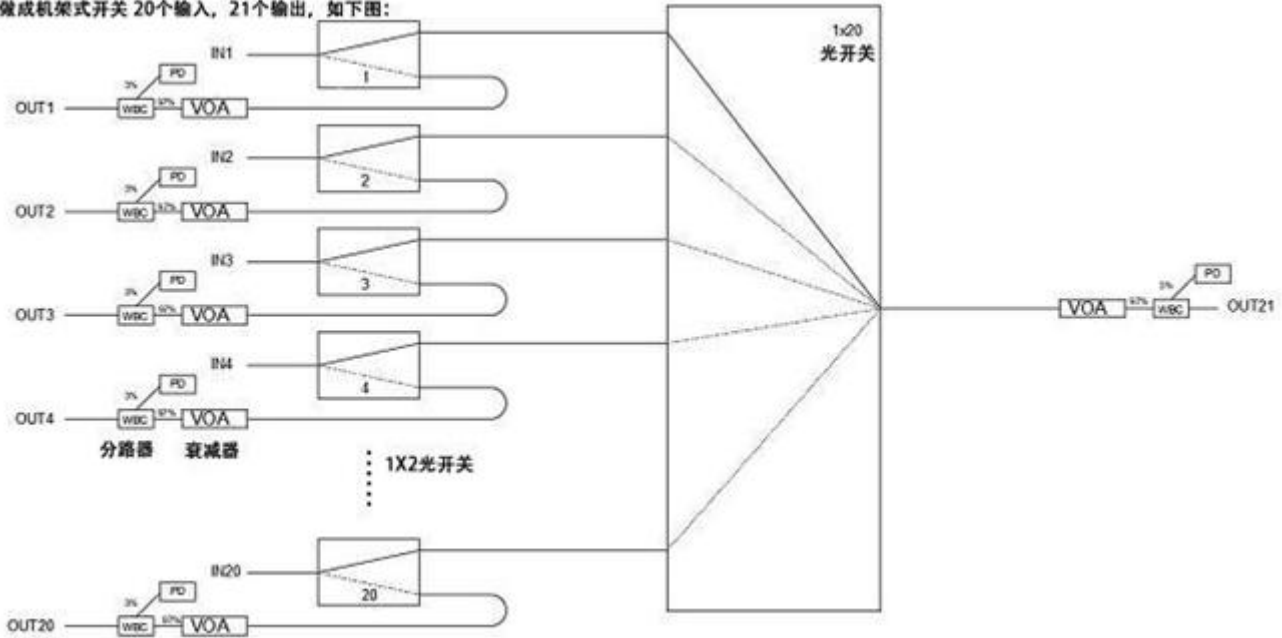 做成机架式开关 20个输入，21个输出，如下图：
1x20
光开关
IN1
1
PD
3%
OUT1 WBC 97% VOA
IN2
2
PD
3%
OUT2 WBC 97% VOA
IN3
3
PD
3%
OUT3 WBC 97% VOA
PD
3%
VOA 97% WBC OUT21
IN4
4
PD
3%
OUT4 WBC 97% VOA
分路器 衰减器
1X2光开关
IN20
20
PD
3%
OUT20 WBC 97% VOA